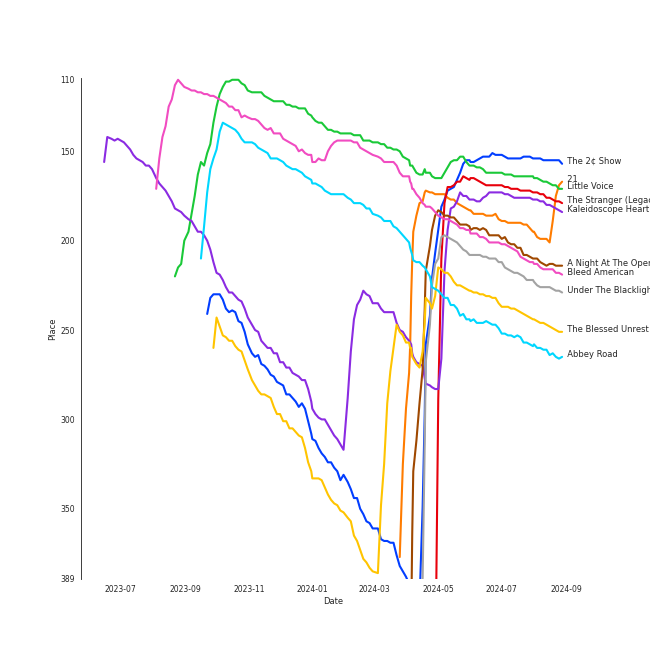 110
150
200
250
300
350
389
Place
2023-07
2023-09
2023-11
2024-01
2024-03
2024-05
2024-07
2024-09
Date
The 2¢ Show
21
Little Voice
The Stranger (Legac
Kaleidoscope Heart
A Night At The Oper
Bleed American
Under The Blackligh
The Blessed Unrest
Abbey Road